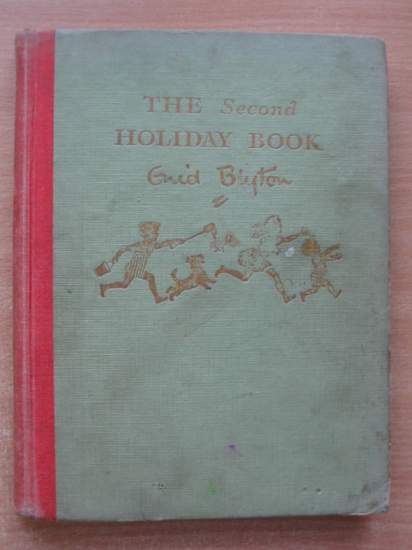 THE Second
HOLIDAY BOOK
Enid Blyton